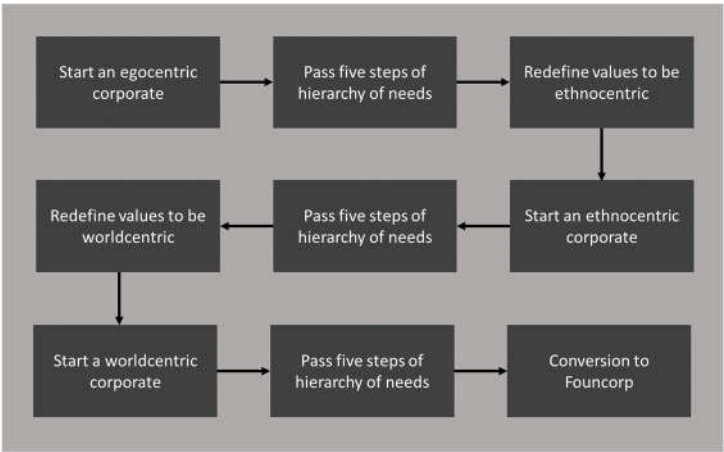 Start an egocentric
corporate
Pass five steps of
hierarchy of needs
Redefine values to be
ethnocentric
Start an ethnocentric
corporate
Pass five steps of
hierarchy of needs
Redefine values to be
worldcentric
Start a worldcentric
corporate
Pass five steps of
hierarchy of needs
Conversion to
Founcorp